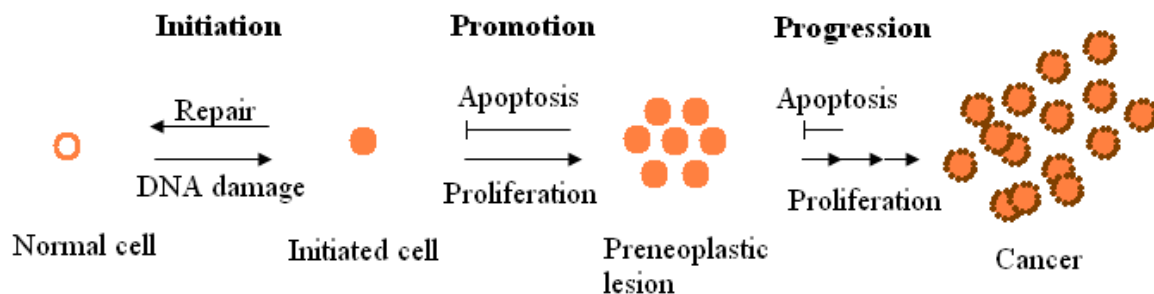 Initiation
Promotion
Progression
Repair
DNA damage
Apoptosis
Proliferation
Apoptosis
Proliferation
Normal cell
Initiated cell
Preneoplastic
lesion
Cancer